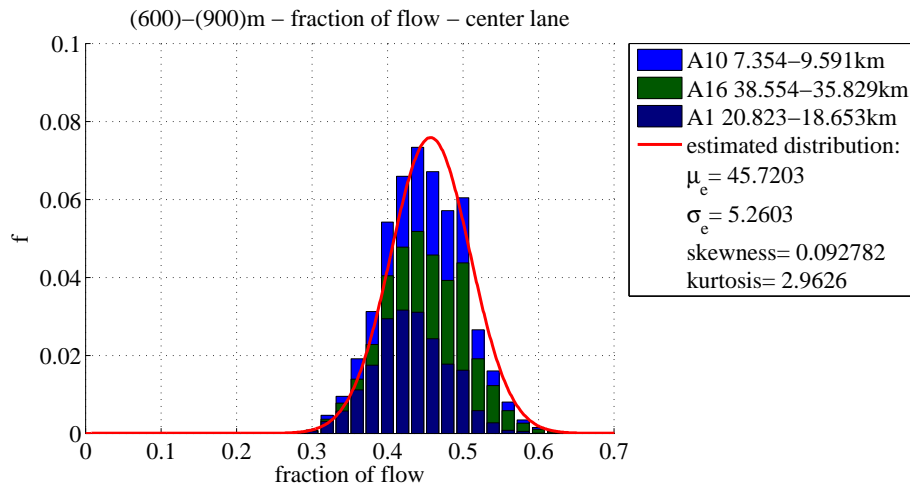 (600)−(900)m − fraction of flow − center lane
0.1
0.08
0.06
0.04
0.02
0
f
0 0.1 0.2 0.3 0.4 0.5 0.6 0.7
fraction of flow
A10 7.354−9.591km
A16 38.554−35.829km
A1 20.823−18.653km
estimated distribution:
μe= 45.7203
σe= 5.2603
skewness= 0.092782
kurtosis= 2.9626